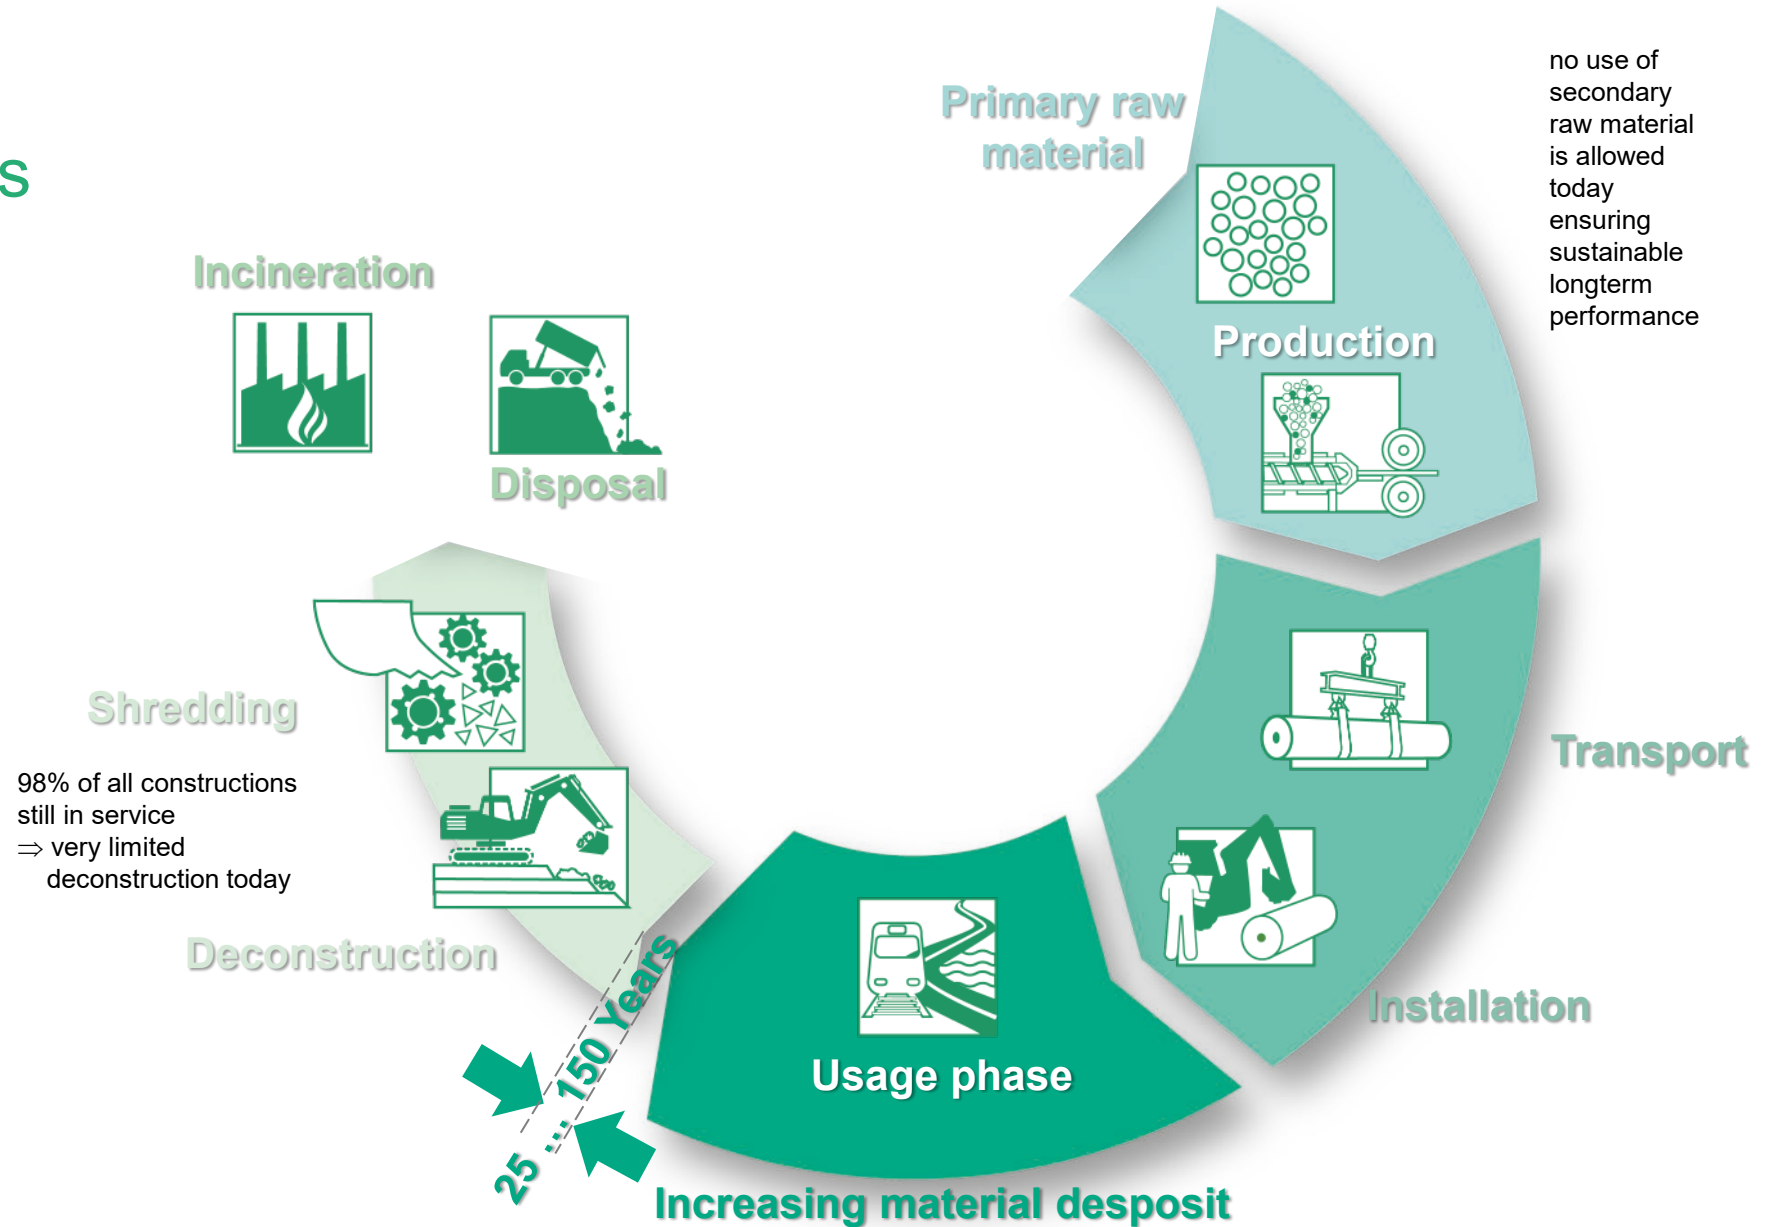 s
Primary raw
material
no use of
secondary
raw material
is allowed
today
ensuring
sustainable
longterm
performance
Incineration
Production
Disposal
Shredding
Transport
98% of all constructions
still in service
⇒ very limited
deconstruction today
Deconstruction
Installation
25 ... 150 Years
Usage phase
Increasing material desposit